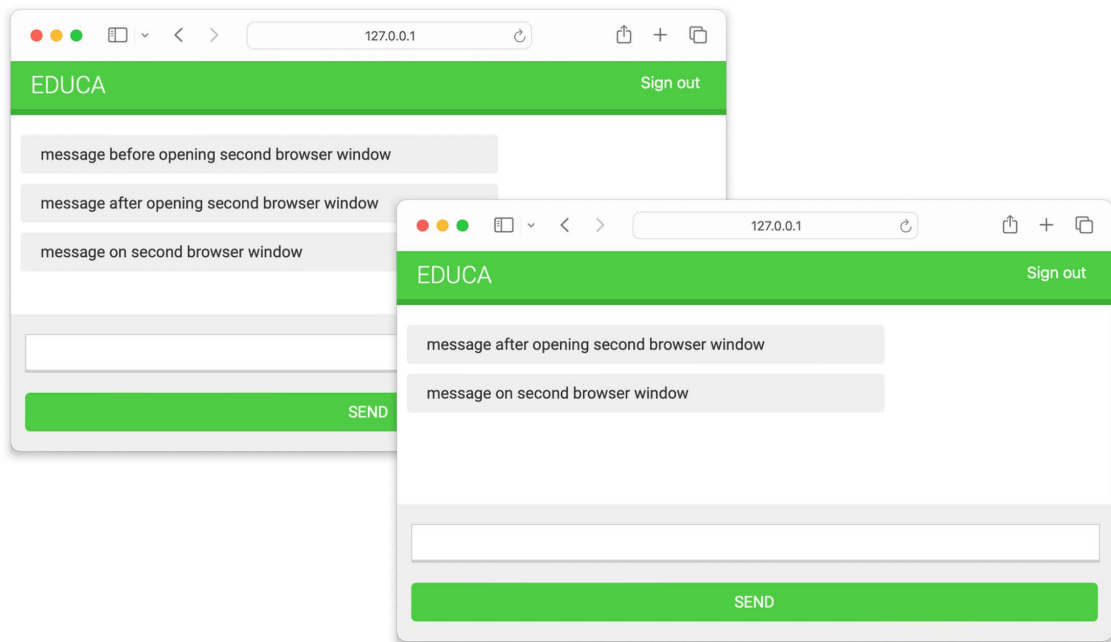 127.0.0.1
EDUCA
Sign out
message before opening second browser window
message after opening second browser window
message on second browser window
SEND
127.0.0.1
EDUCA
Sign out
message after opening second browser window
message on second browser window
SEND